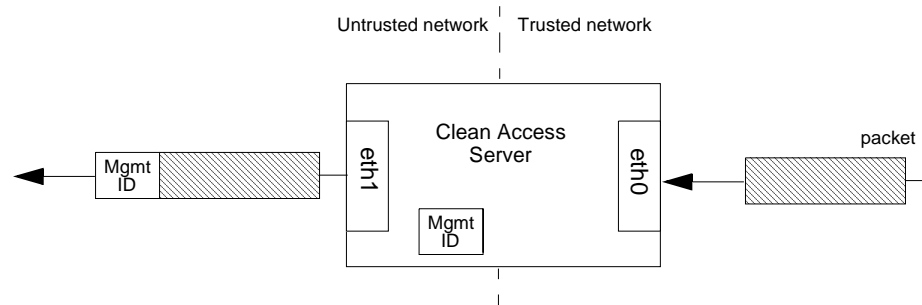 Untrusted network
Trusted network
Clean Access
Server
packet
Mgmt
ID
eth1
eth0
Mgmt
ID